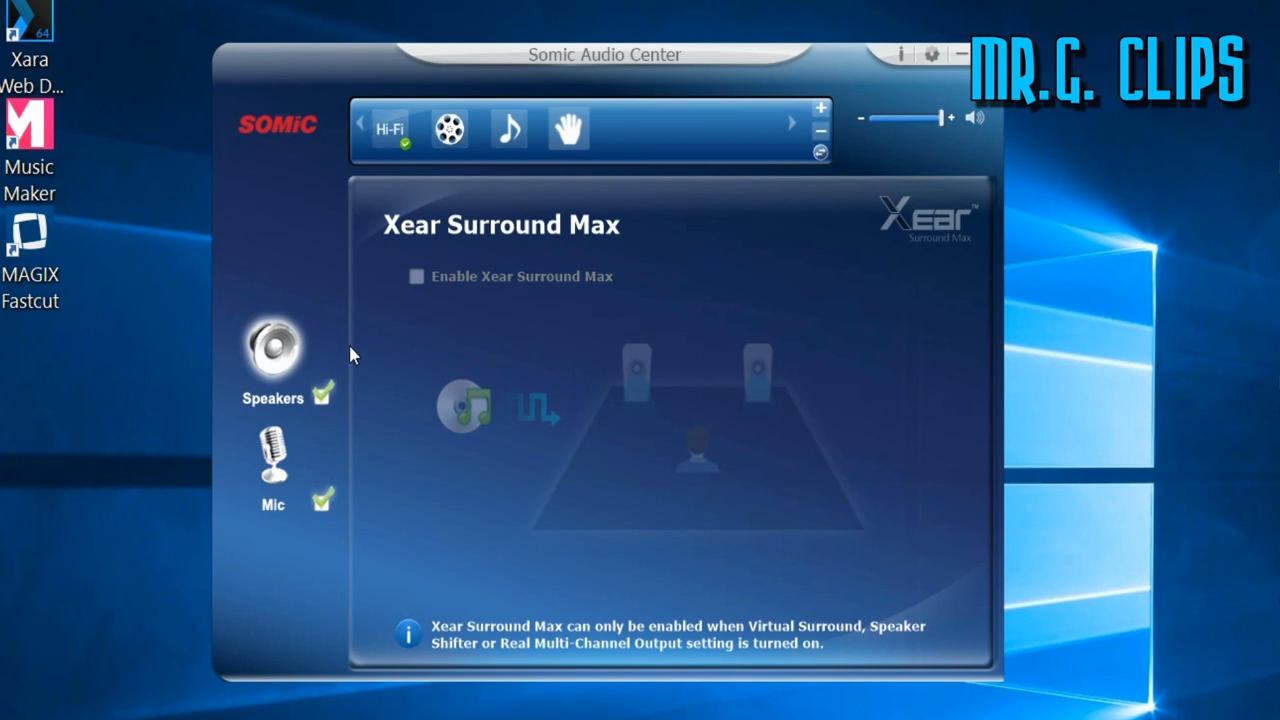 64
Xara
Web D...
Music
Maker
MAGIX
Fastcut
Somic Audio Center
i
MR.G. CLIPS
SOMiC
Hi-Fi
Xear Surround Max
Xear™
Surround Max
Enable Xear Surround Max
Speakers
Mic
Xear Surround Max can only be enabled when Virtual Surround, Speaker
Shifter or Real Multi-Channel Output setting is turned on.